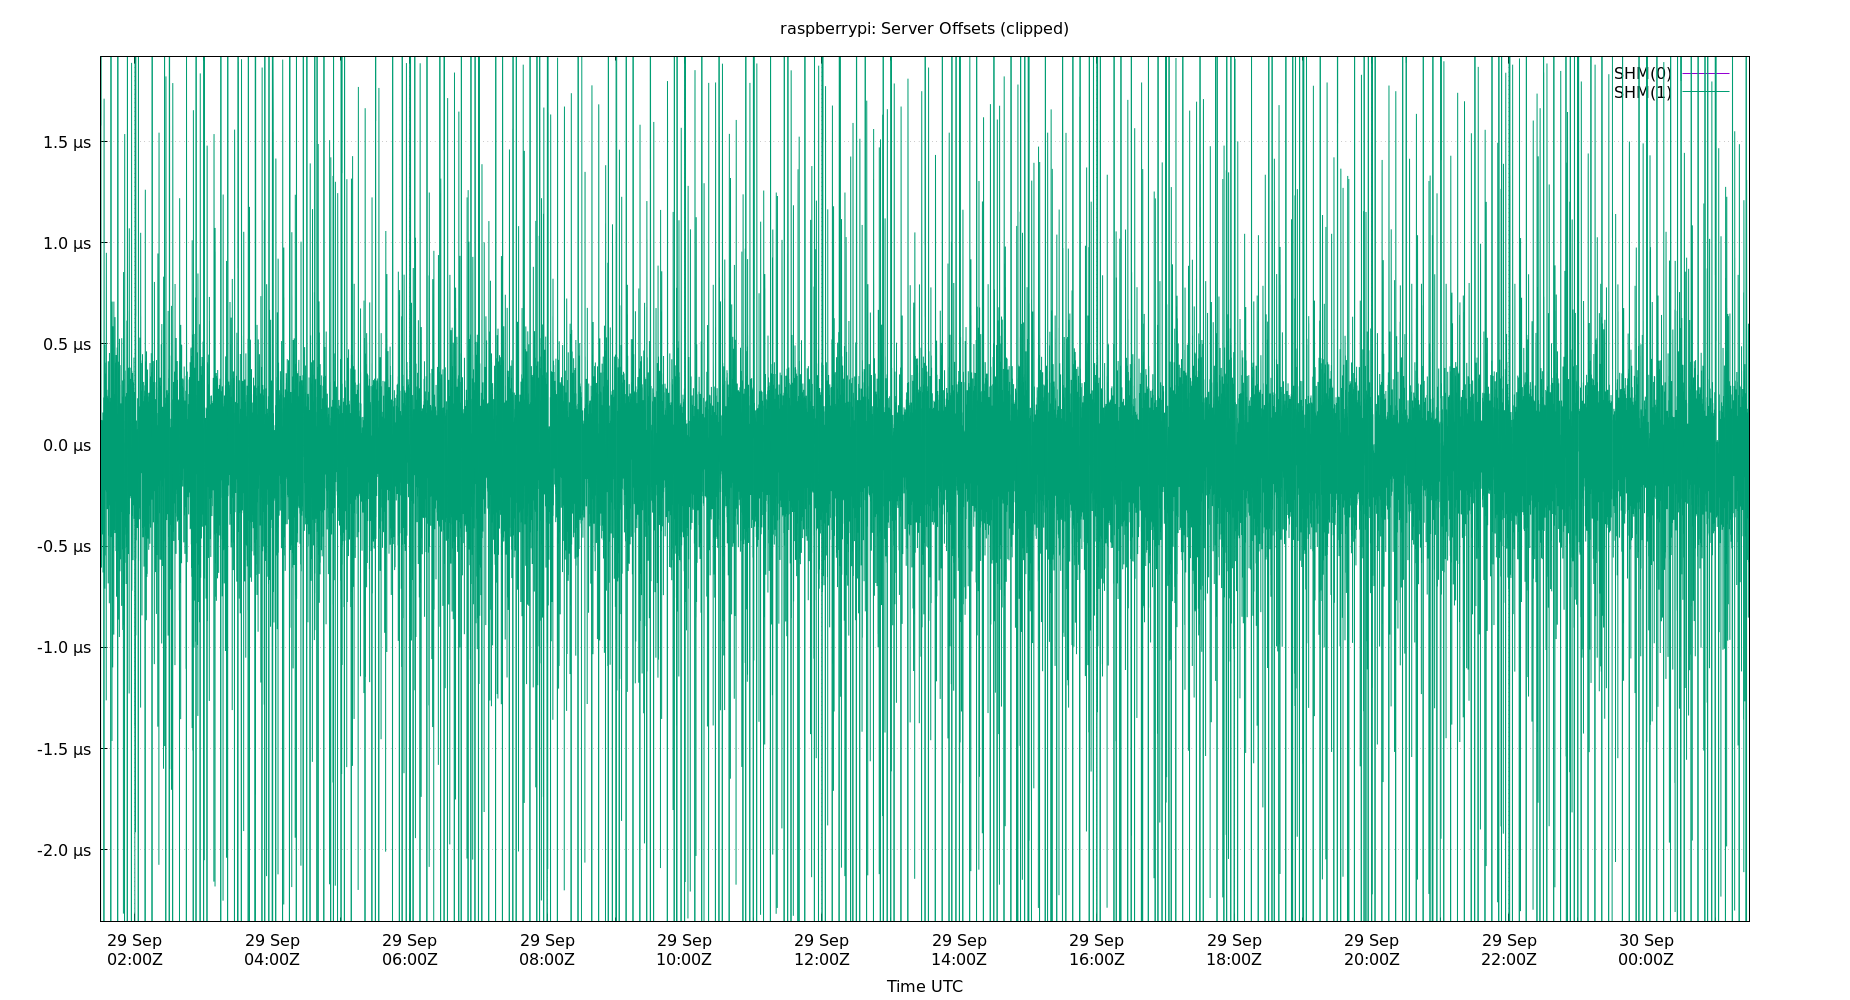 raspberrypi: Server Offsets (clipped)
SHM(0)
SHM(1)
1.5 µs
1.0 µs
0.5 µs
0.0 µs
-0.5 µs
-1.0 µs
-1.5 µs
-2.0 µs
29 Sep 29 Sep 29 Sep 29 Sep 29 Sep 29 Sep 29 Sep 29 Sep 29 Sep 29 Sep 29 Sep 30 Sep
02:00Z 04:00Z 06:00Z 08:00Z 10:00Z 12:00Z 14:00Z 16:00Z 18:00Z 20:00Z 22:00Z 00:00Z
Time UTC